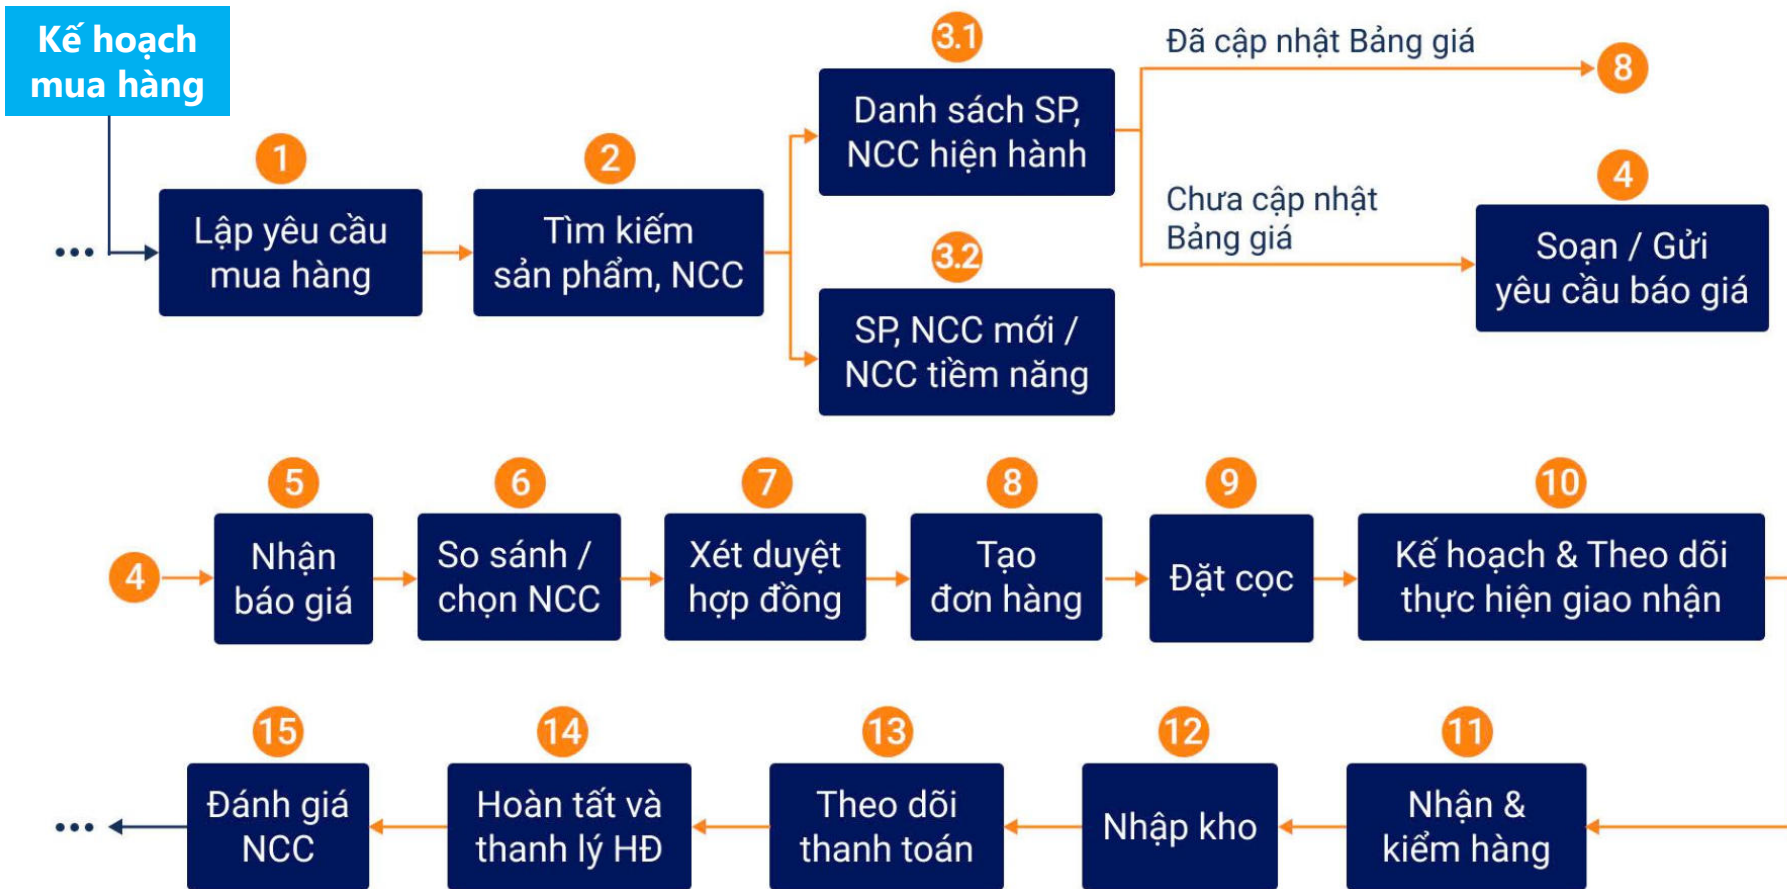 Kế hoạch
mua hàng
1
Lập yêu cầu
mua hàng
2
Tìm kiếm
sản phẩm, NCC
3.1
Danh sách SP,
NCC hiện hành
3.2
SP, NCC mới /
NCC tiềm năng
Đã cập nhật Bảng giá
8
Chưa cập nhật
Bảng giá
4
Soạn / Gửi
yêu cầu báo giá
4
5
Nhận
báo giá
6
So sánh /
chọn NCC
7
Xét duyệt
hợp đồng
8
Tạo
đơn hàng
9
Đặt cọc
10
Kế hoạch & Theo dõi
thực hiện giao nhận
11
Nhận &
kiểm hàng
12
Nhập kho
13
Theo dõi
thanh toán
14
Hoàn tất và
thanh lý HĐ
15
Đánh giá
NCC